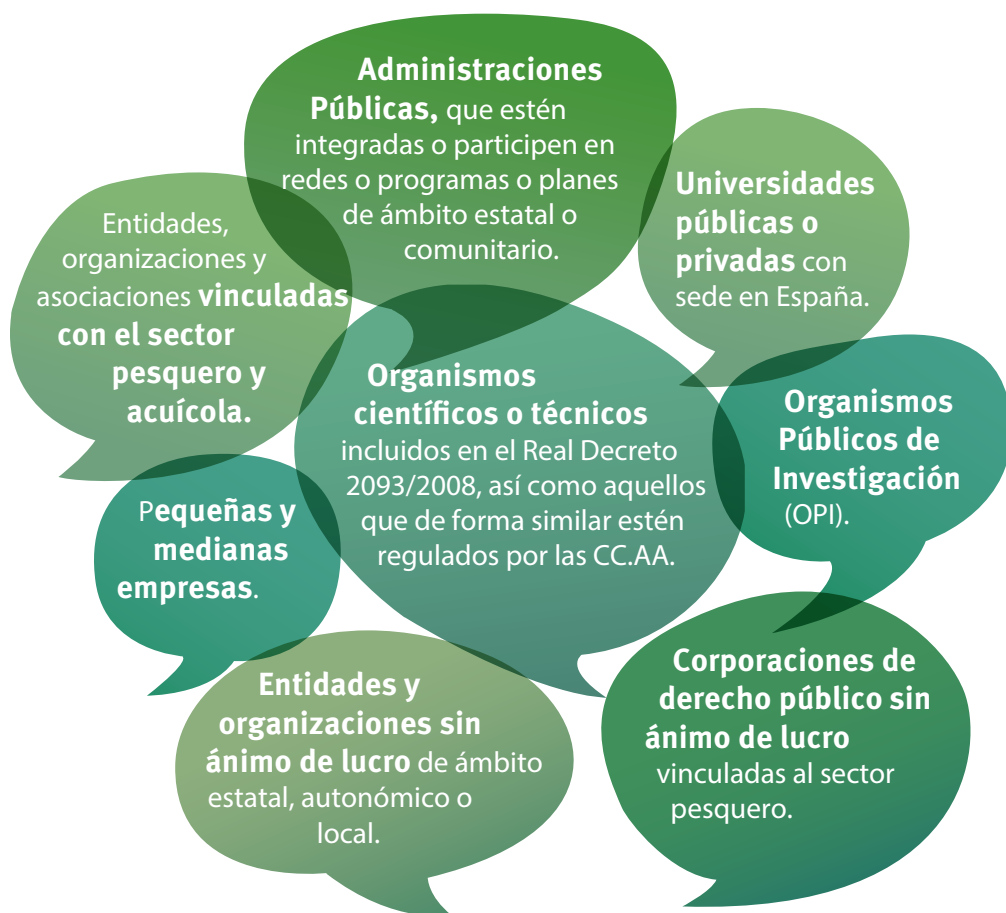 Administraciones
Públicas, que estén
integradas o participen en
redes o programas o planes
de ámbito estatal o
comunitario.
Universidades
públicas o
privadas con
sede en España.
Entidades,
organizaciones y
asociaciones vinculadas
con el sector
pesquero y
acuícola.
Organismos
científicos o técnicos
incluidos en el Real Decreto
2093/2008, así como aquellos
que de forma similar estén
regulados por las CC.AA.
Organismos
Públicos de
Investigación
(OPI).
Pequeñas y
medianas
empresas.
Entidades y
organizaciones sin
ánimo de lucro de ámbito
estatal, autonómico o
local.
Corporaciones de
derecho público sin
ánimo de lucro
vinculadas al sector
pesquero.